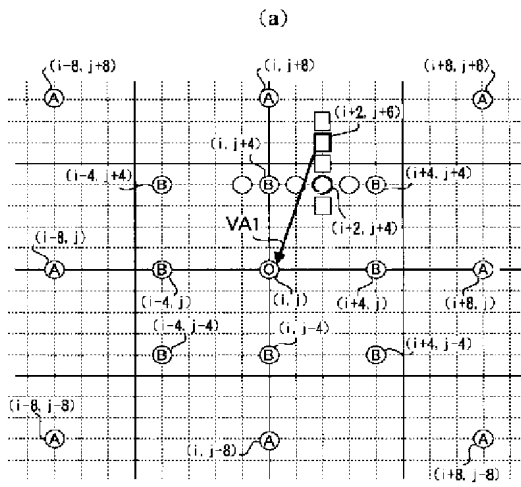 (a)
(i-8, j+8) (i, j+8) (i+8, j+8)
A A A
(i+2, j+6)
(i, j+4)
(i-4, j+4) (i+4, j+4)
B B B
(i+2, j+4)
VA1
(i-8, j)
A B O B A
(i-4, j) (i, j) (i+4, j) (i+8, j)
(i-4, j-4) (i, j-4) (i+4, j-4)
B B B
(i-8, j-8)
A A A
(i, j-8)
(i+8, j-8)